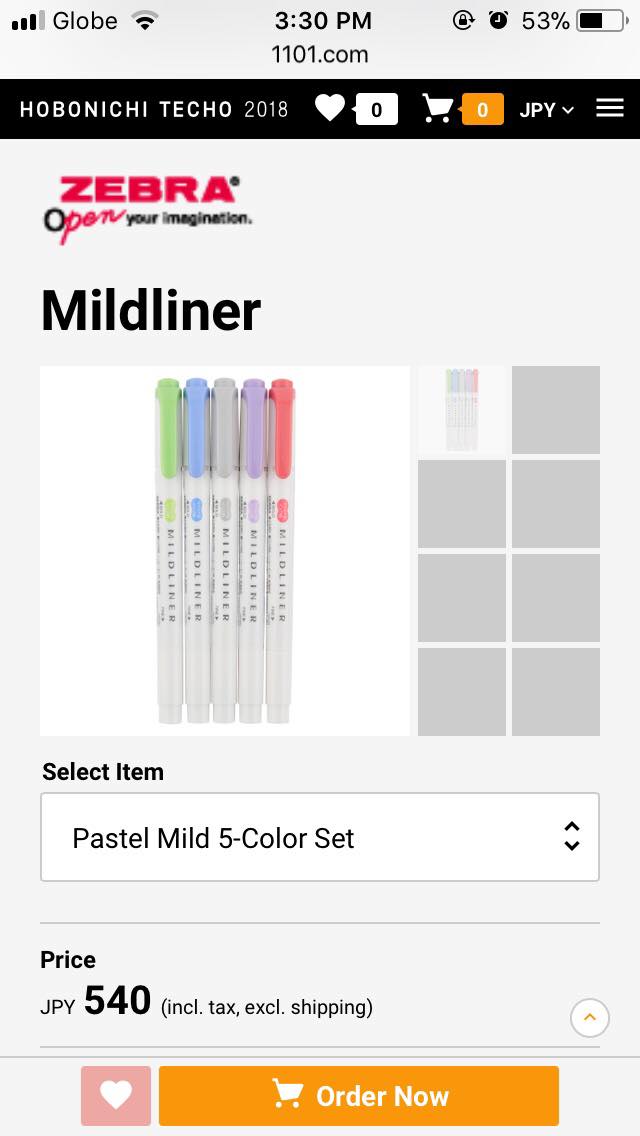 Globe 3:30 PM 53%
1101.com
HOBONICHI TECHO 2018 0 0 JPY
ZEBRA
Open your imagination.
Mildliner
MILDLINER MILDLINER MILDLINER MILDLINER MILDLINER
Select Item
Pastel Mild 5-Color Set
Price
JPY 540 (incl. tax, excl. shipping)
Order Now